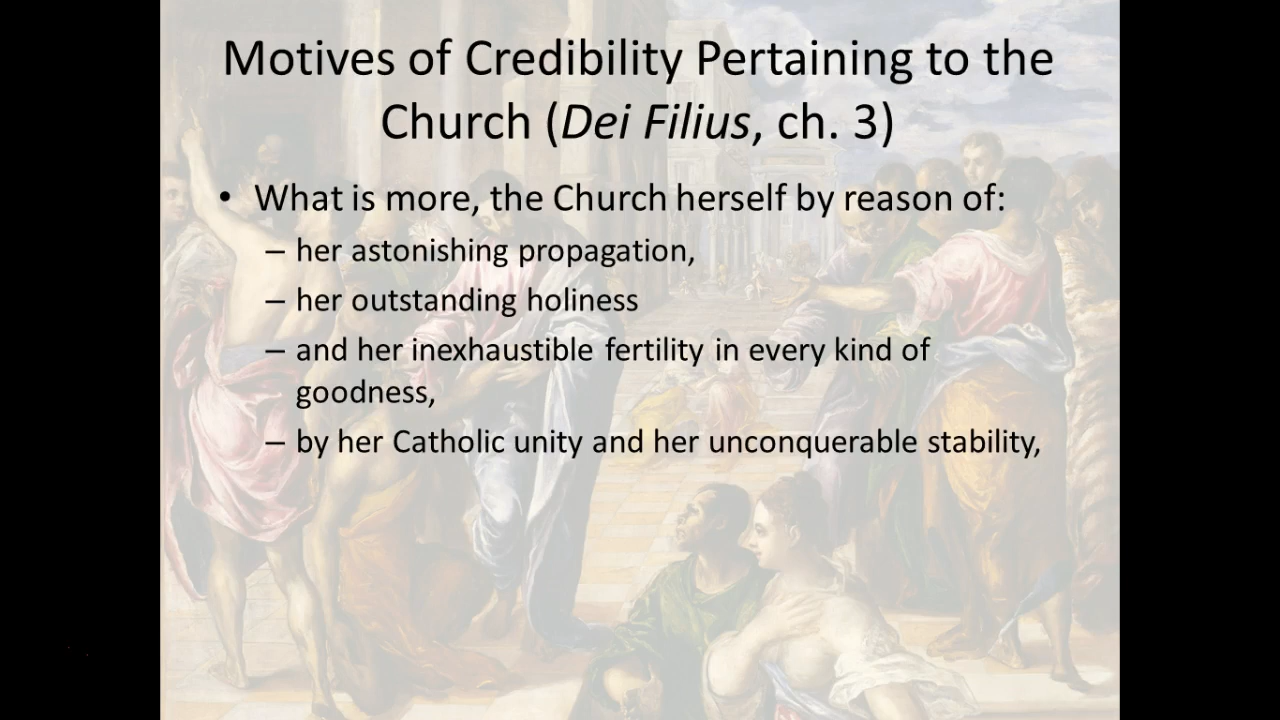 Motives of Credibility Pertaining to the
Church (Dei Filius, ch. 3)
• What is more, the Church herself by reason of:
– her astonishing propagation,
– her outstanding holiness
– and her inexhaustible fertility in every kind of
goodness,
– by her Catholic unity and her unconquerable stability,